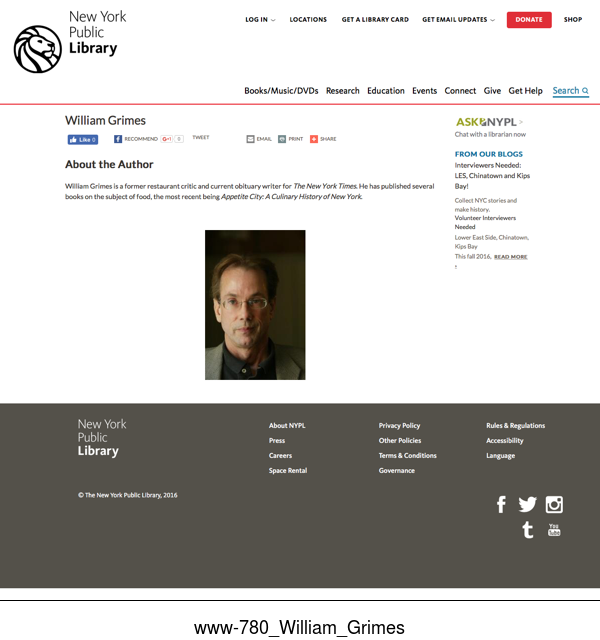 New York
Public
Library
LOG IN
LOCATIONS
GET A LIBRARY CARD
GET EMAIL UPDATES
DONATE
SHOP
Books/Music/DVDs Research Education Events Connect Give Get Help Search
William Grimes
Like 0
RECOMMEND
G+1 0
TWEET
EMAIL
PRINT
SHARE
About the Author
William Grimes is a former restaurant critic and current obituary writer for The New York Times. He has published several
books on the subject of food, the most recent being Appetite City: A Culinary History of New York.
ASK NYPL >
Chat with a librarian now
FROM OUR BLOGS
Interviewers Needed:
LES, Chinatown and Kips
Bay!
Collect NYC stories and
make history.
Volunteer Interviewers
Needed
Lower East Side, Chinatown,
Kips Bay
This fall 2016, READ MORE
New York
Public
Library
About NYPL
Press
Careers
Space Rental
Privacy Policy
Other Policies
Terms & Conditions
Governance
Rules & Regulations
Accessibility
Language
© The New York Public Library, 2016
You
Tube
www-780_William_Grimes